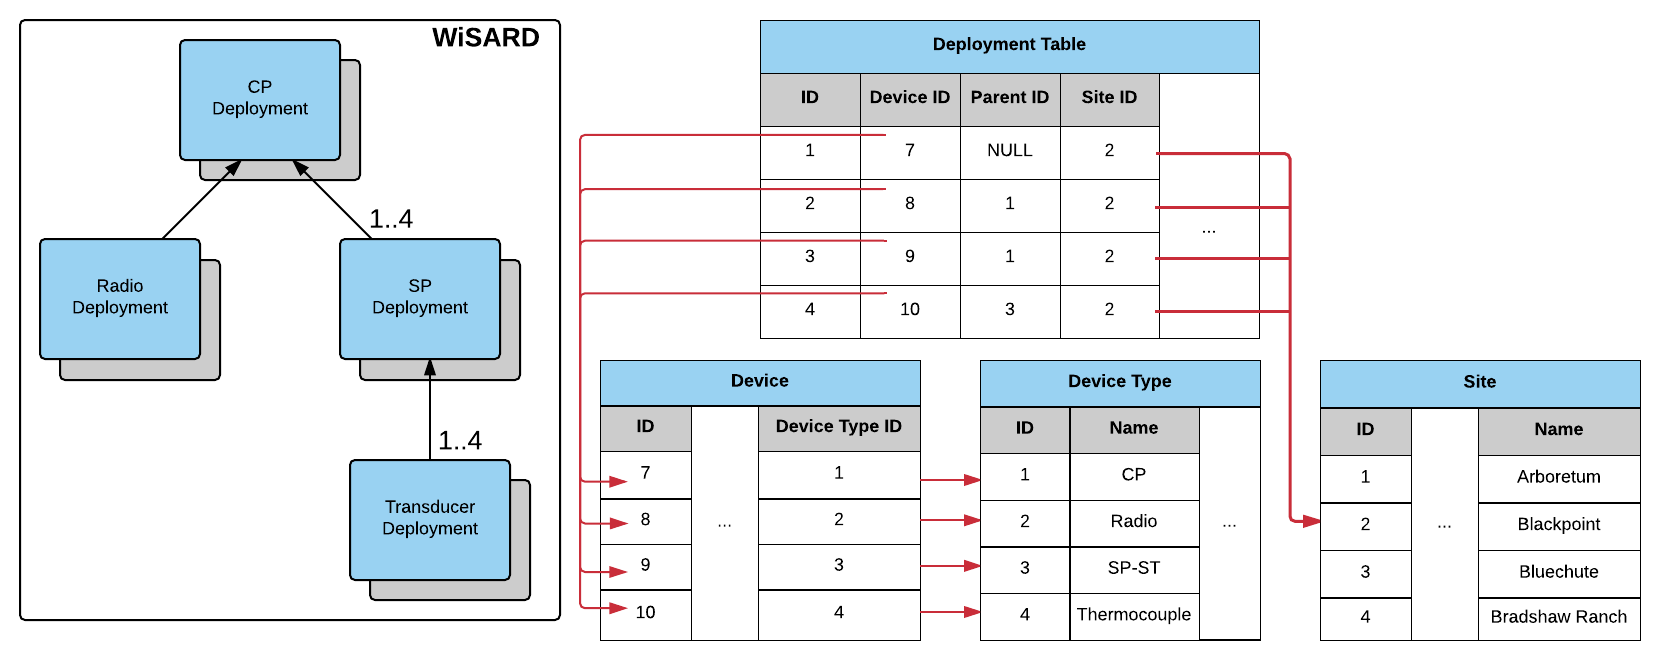 WiSARD
CP
Deployment
1..4
Radio
Deployment
SP
Deployment
1..4
Transducer
Deployment
Deployment Table
ID Device ID Parent ID Site ID
1 7 NULL 2
2 8 1 2
...
3 9 1 2
4 10 3 2
Device
ID Device Type ID
7 1
8 ... 2
9 3
10 4
Device Type
ID Name
1 CP
2 Radio ...
3 SP-ST
4 Thermocouple
Site
ID Name
1 Arboretum
2 ... Blackpoint
3 Bluechute
4 Bradshaw Ranch